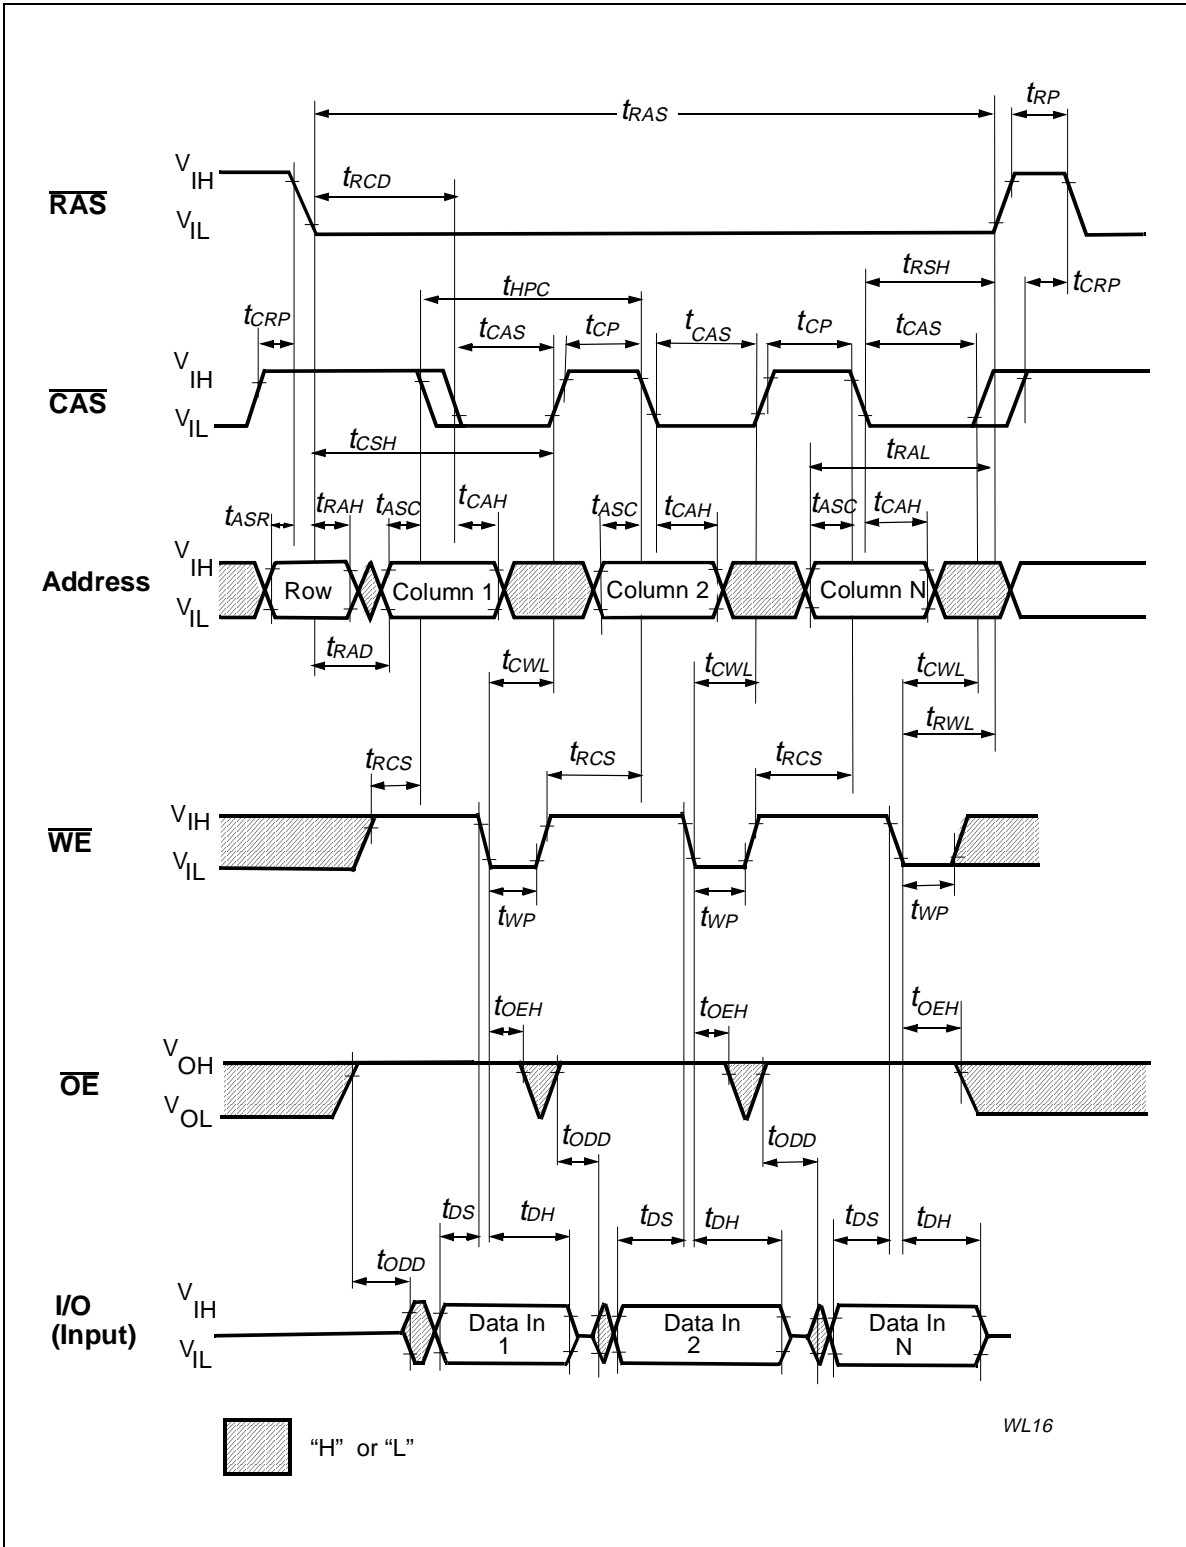 tRAS
tRP
VIH
RAS
VIL
tRCD
tRSH
tCRP
tHPC
tCRP
tCAS
tCP
tCAS
tCP
tCAS
VIH
CAS
VIL
tCSH
tRAL
tASR
tRAH
tASC
tCAH
tASC
tCAH
tASC
tCAH
VIH
Address
VIL
Row
Column 1
Column 2
Column N
tRAD
tCWL
tCWL
tCWL
tRWL
tRCS
tRCS
tRCS
VIH
WE
VIL
tWP
tWP
tWP
tOEH
tOEH
tOEH
VOH
OE
VOL
tODD
tODD
tDS
tDH
tDS
tDH
tDS
tDH
tODD
VIH
I/O
(Input)
VIL
Data In
1
Data In
2
Data In
N
“H” or “L”
WL16